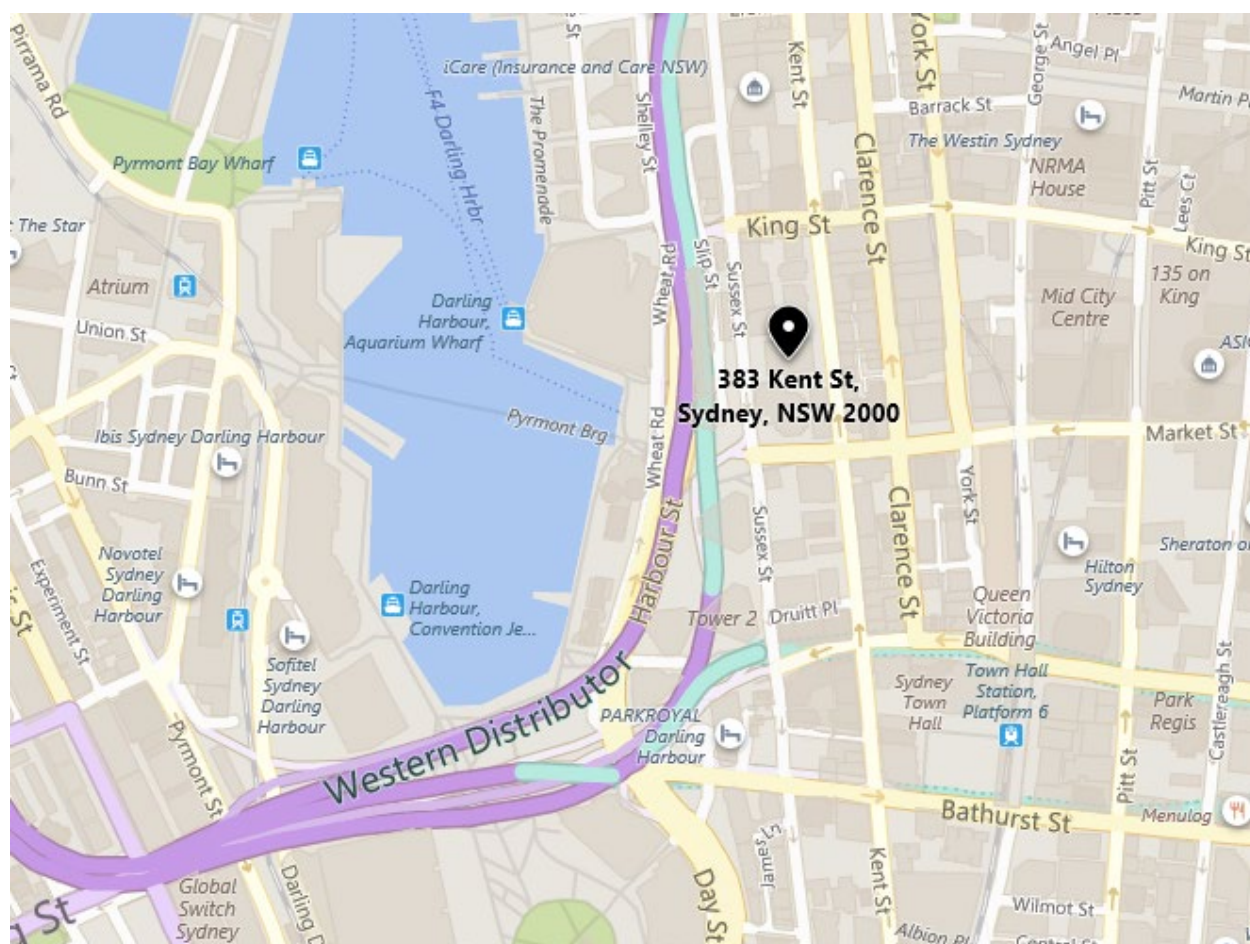 Pirrama Rd
Pyrmont Bay Wharf
The Star
Atrium
Union St
F4 Darling Hrbr
iCare (Insurance and Care NSW)
The Promenade
Shelley St
Kent St
York St
Clarence St
George St
Angel Pl
Barrack St
Martin P
The Westin Sydney
NRMA
House
Pitt St
Lees Ct
King St
King St
Slip St
Sussex St
Wheat Rd
Darling
Harbour,
Aquarium Wharf
Mid City
Centre
135 on
King
383 Kent St,
Sydney, NSW 2000
Pyrmont Brg
Wheat Rd
Market St
Ibis Sydney Darling Harbour
Bunn St
York St
Clarence St
Sussex St
Harbour St
Novotel
Sydney
Darling
Harbour
Experiment St
Darling
Harbour,
Convention Je...
Hilton
Sydney
Sheraton o
Queen
Victoria
Building
Tower 2
Druitt Pl
Sofitel
Sydney
Darling
Harbour
Western Distributor
PARKROYAL
Darling
Harbour
Sydney
Town
Hall
Town Hall
Station,
Platform 6
Park
Regis
Castlereagh St
Pitt St
Pyrmont St
Bathurst St
Menulog
James Ln
Day St
Kent St
Wilmot St
Albion Pl
Central St
Global
Switch
Sydney
Darling D
St